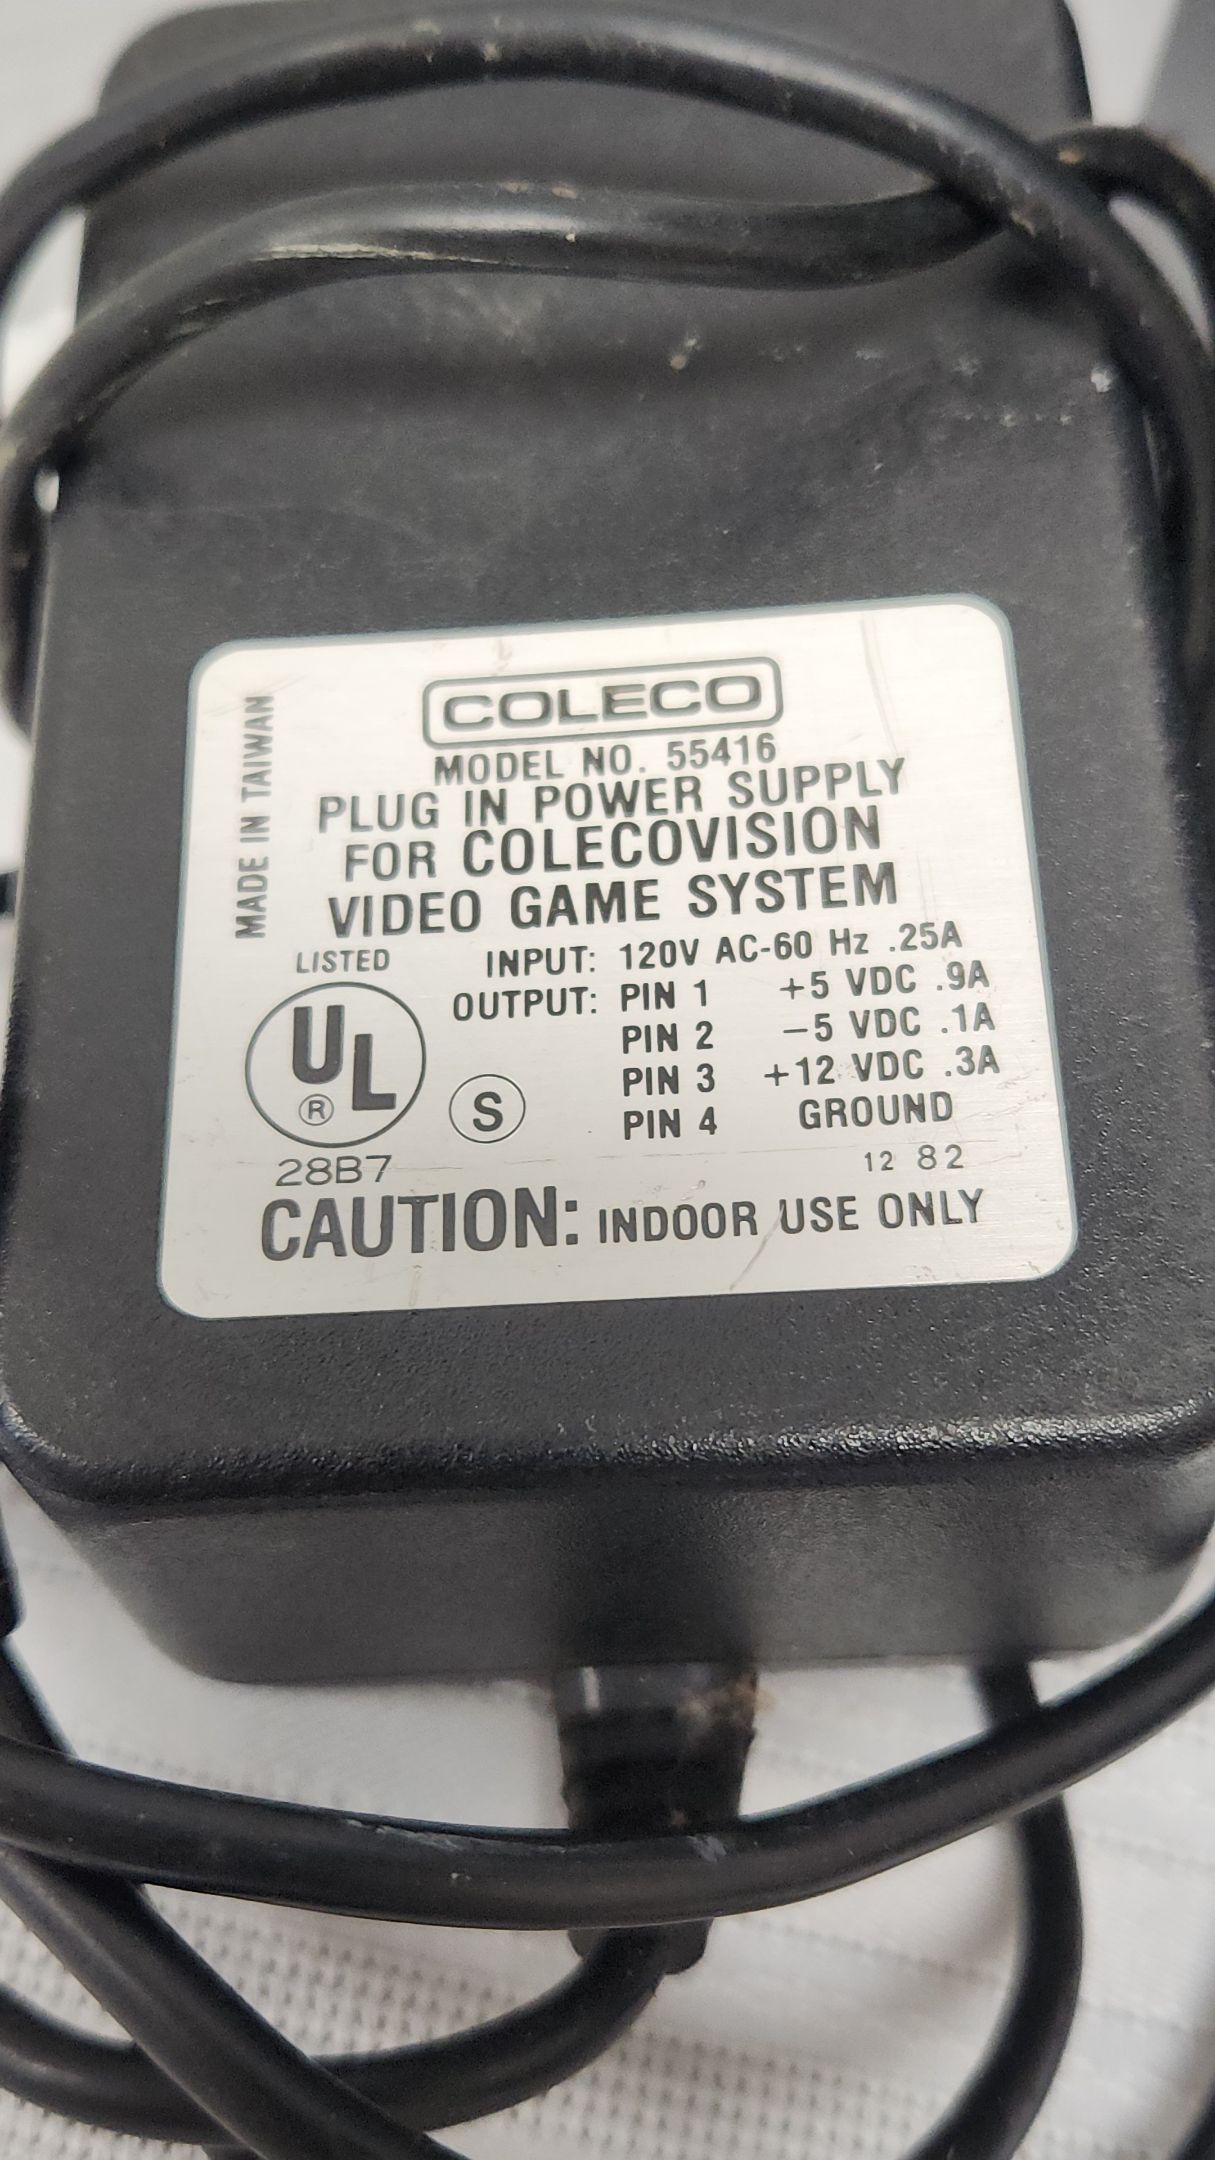 COLECO
MADE IN TAIWAN
MODEL NO. 55416
PLUG IN POWER SUPPLY
FOR COLECOVISION
VIDEO GAME SYSTEM
LISTED
INPUT: 120V AC-60 Hz .25A
OUTPUT: PIN 1 +5 VDC .9A
PIN 2 −5 VDC .1A
PIN 3 +12 VDC .3A
PIN 4 GROUND
UL
®
S
28B7
12 82
CAUTION: INDOOR USE ONLY